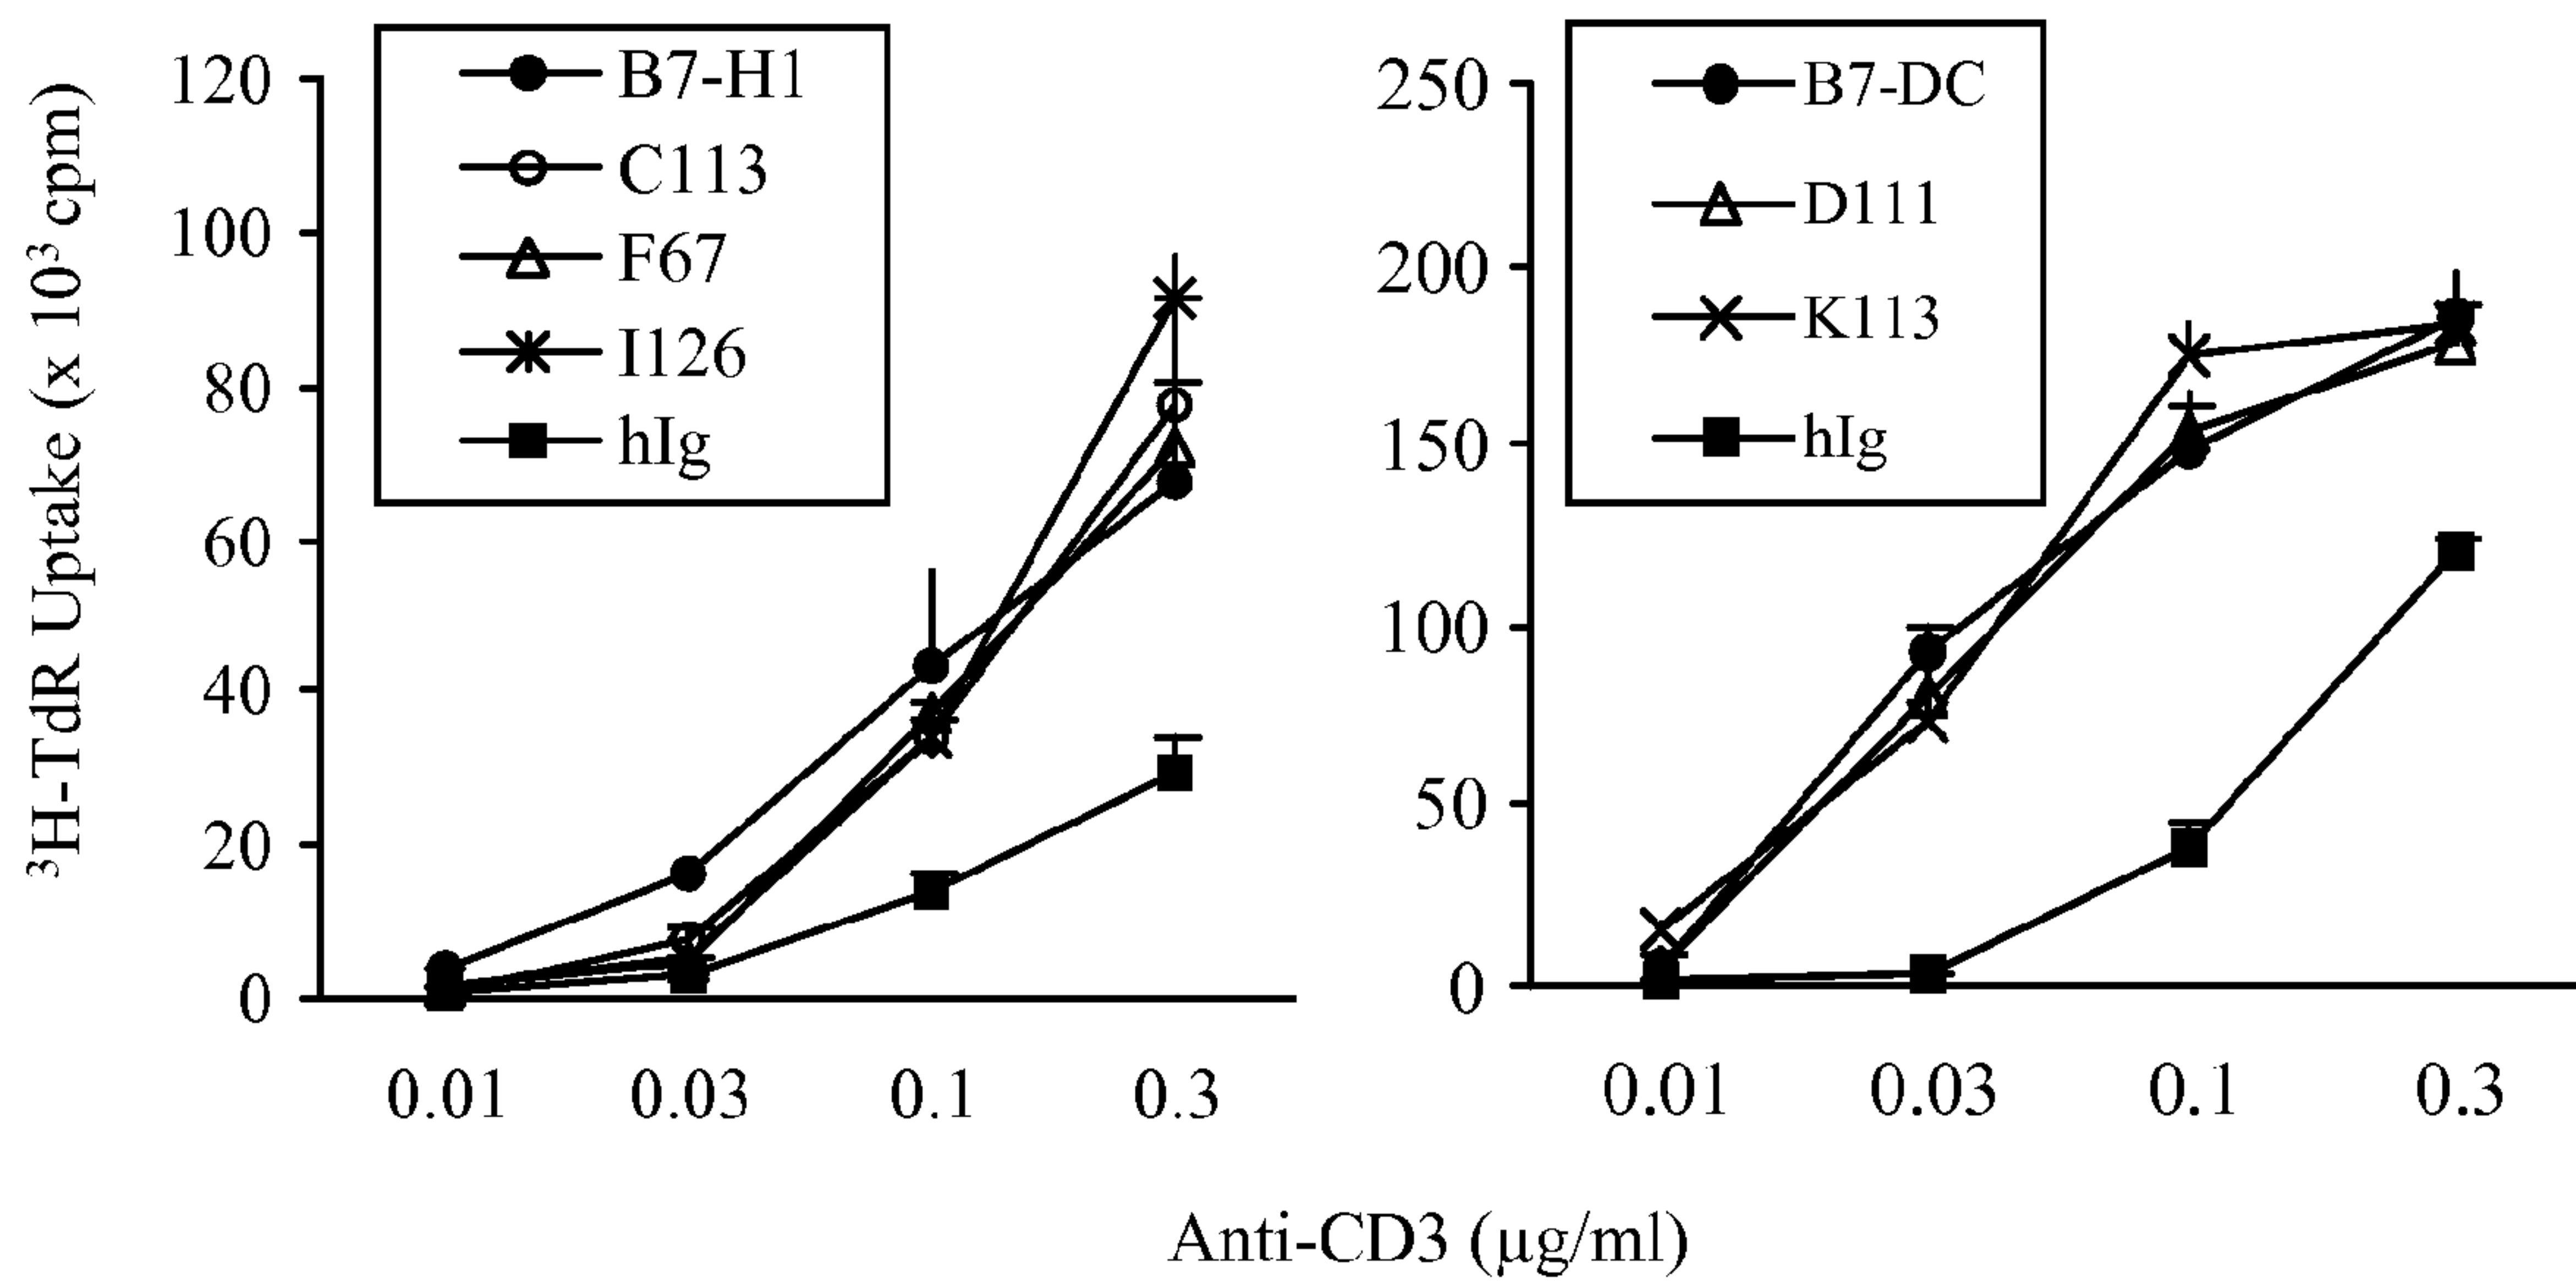 ³H-TdR Uptake (x 10³ cpm)
120
100
80
60
40
20
0
B7-H1
C113
F67
I126
hIg
0.01 0.03 0.1 0.3
250
200
150
100
50
0
B7-DC
D111
K113
hIg
0.01 0.03 0.1 0.3
Anti-CD3 (µg/ml)